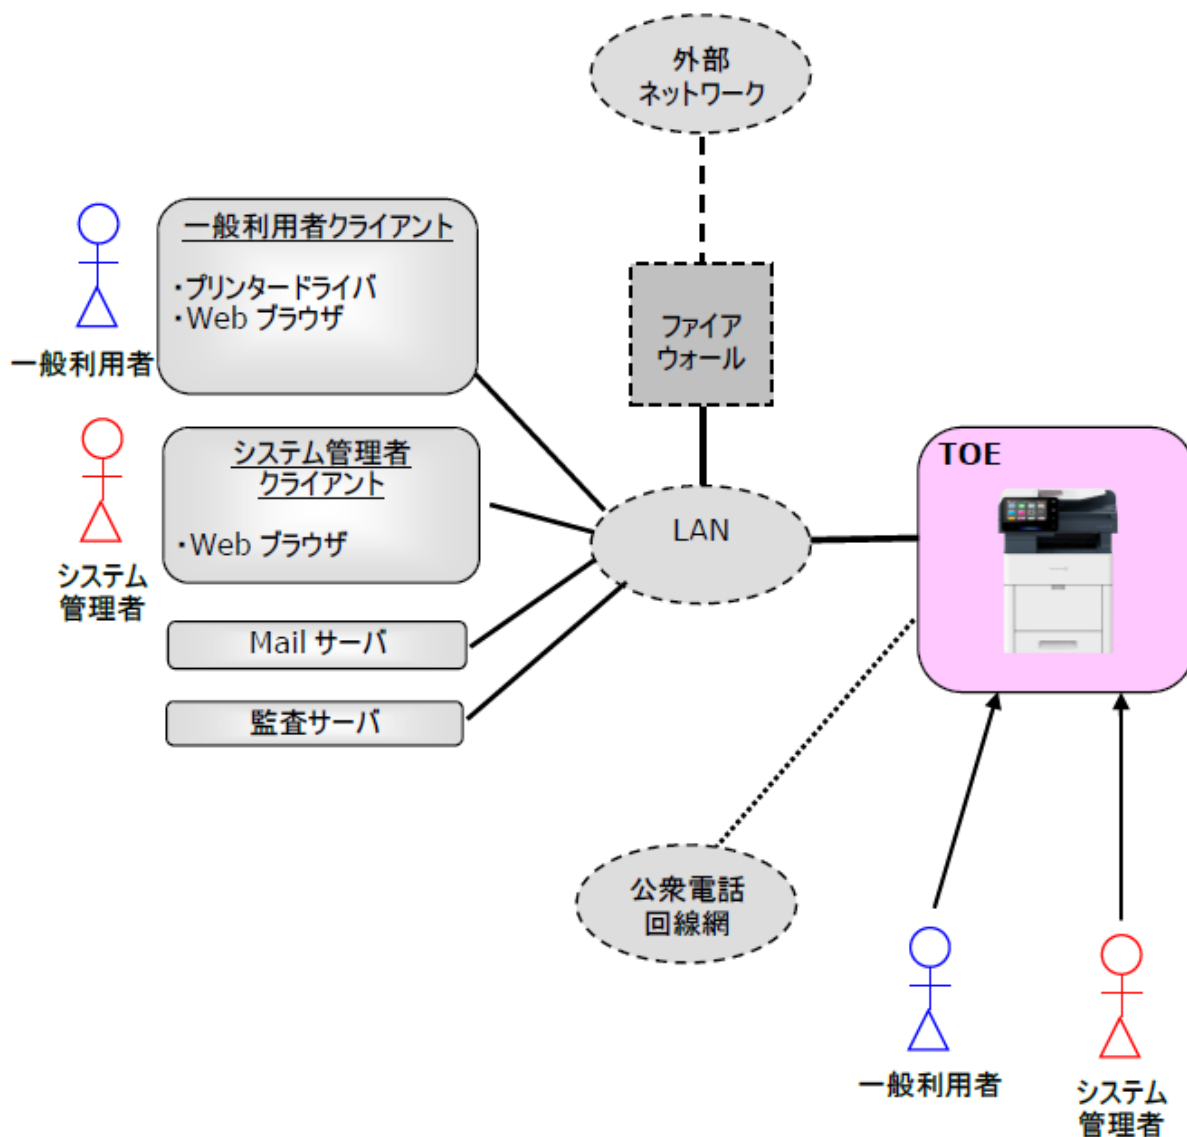 外部
ネットワーク
一般利用者クライアント
・プリンタードライバ
・Web ブラウザ
一般利用者
ファイア
ウォール
システム管理者
クライアント
・Web ブラウザ
システム
管理者
LAN
TOE
Mail サーバ
監査サーバ
公衆電話
回線網
一般利用者
システム
管理者